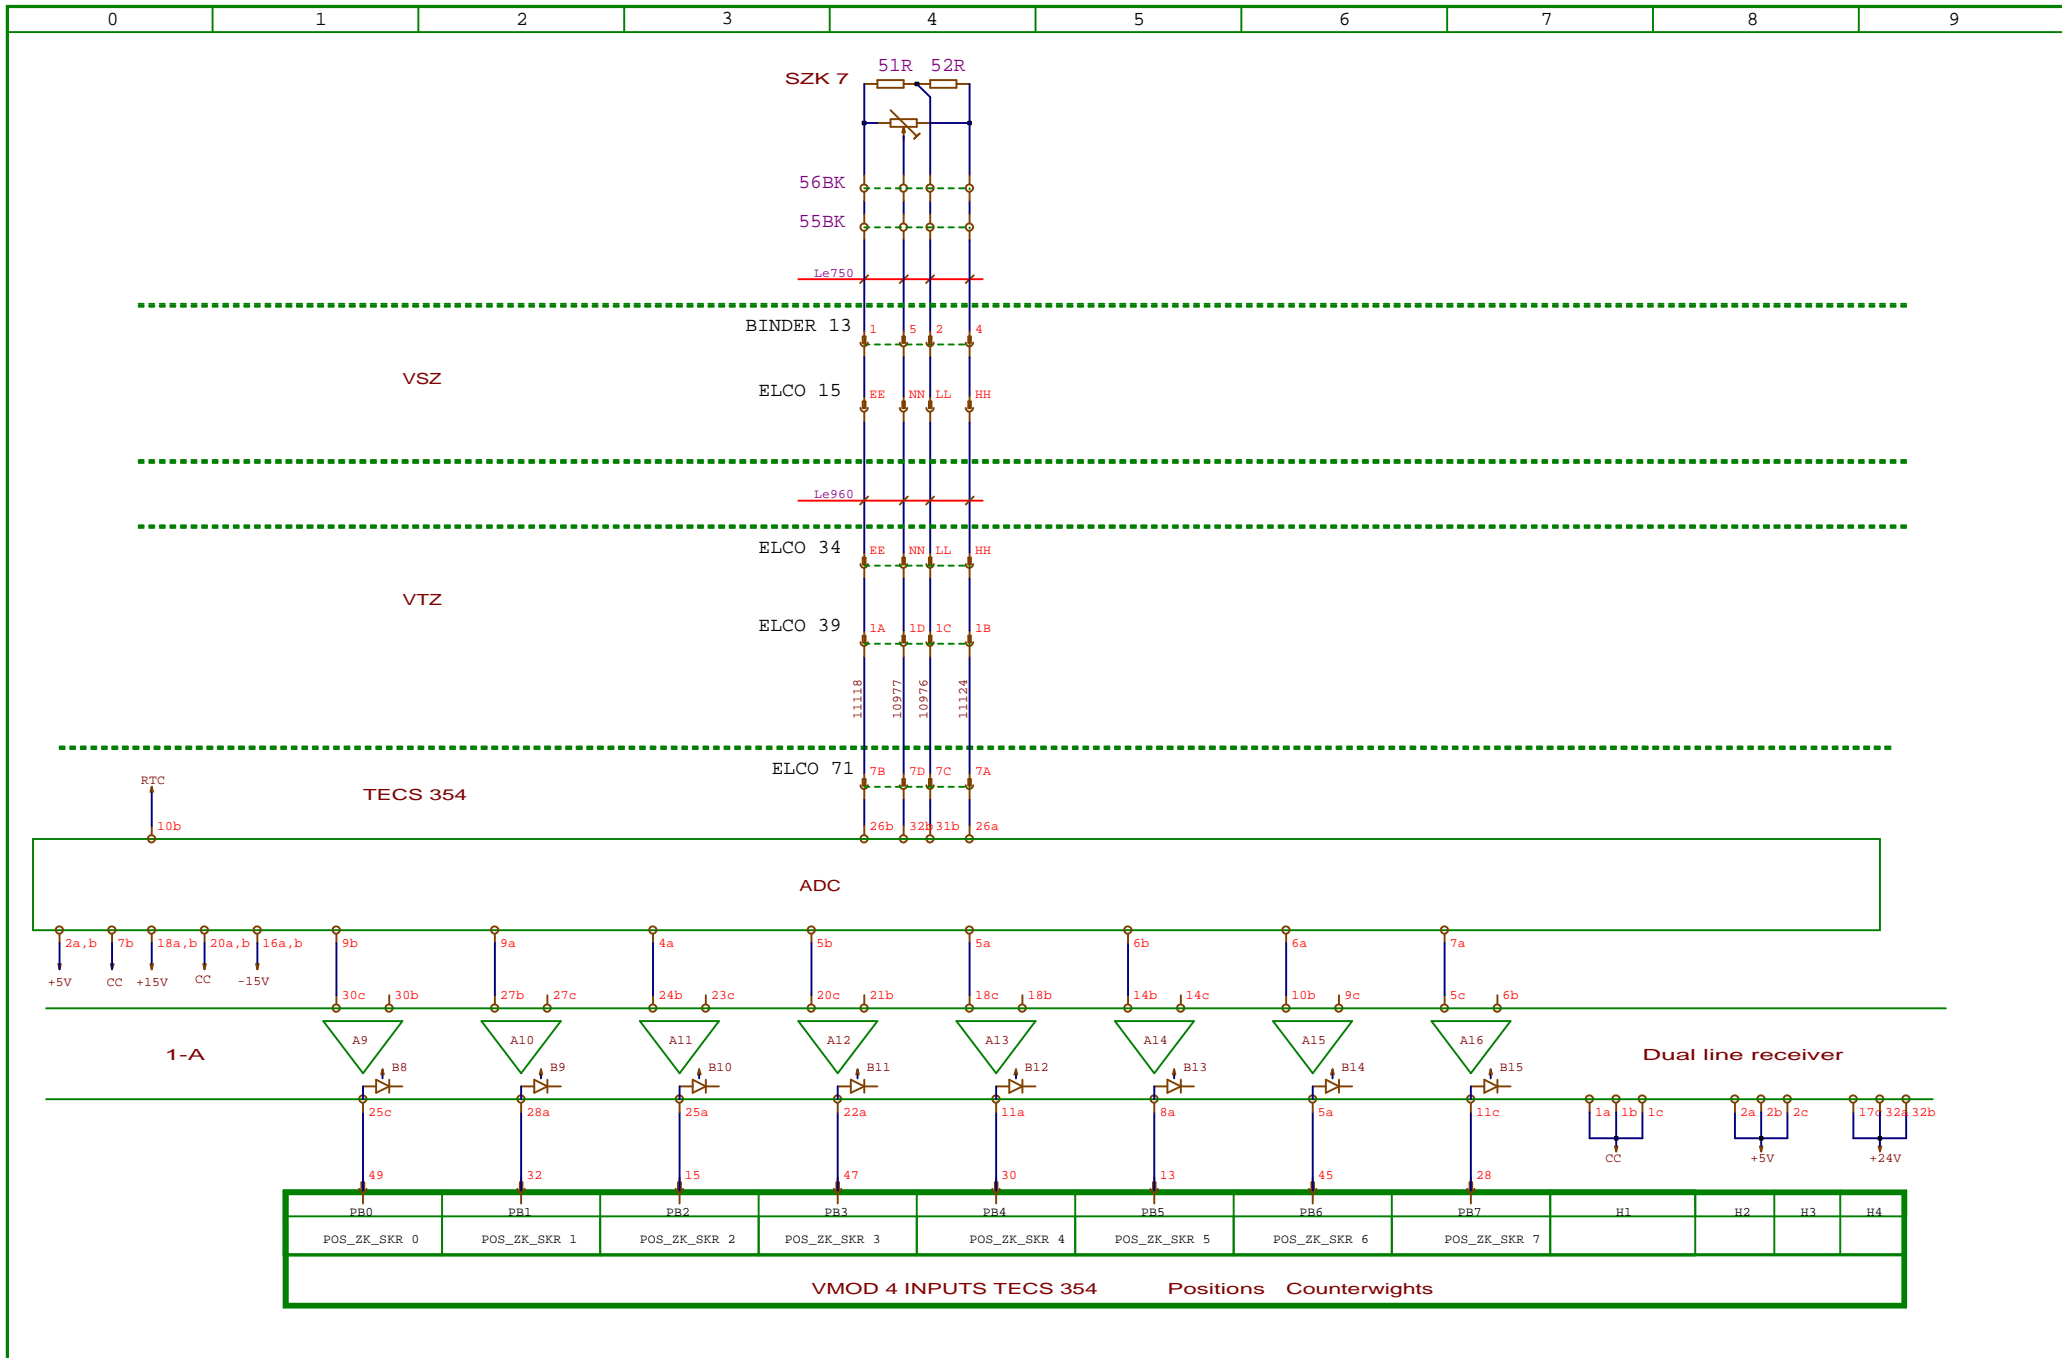 0 1 2 3 4 5 6 7 8 9
51R 52R
SZK 7
56BK
55BK
Le750
BINDER 13 1 5 2 4
VSZ
ELCO 15 EE NN LL HH
Le960
ELCO 34 EE NN LL HH
VTZ
ELCO 39 1A 1D 1C 1B
11118 10977 10976 11124
ELCO 71 7B 7D 7C 7A
RTC
TECS 354
10b 26b 32b 31b 26a
ADC
2a,b 7b 18a,b 20a,b 16a,b 9b 9a 4a 5b 5a 6b 6a 7a
+5V CC +15V CC -15V
30c 30b 27b 27c 24b 23c 20c 21b 18c 18b 14b 14c 10b 9c 5c 6b
A9 A10 A11 A12 A13 A14 A15 A16
1-A Dual line receiver
B8 B9 B10 B11 B12 B13 B14 B15
25c 28a 25a 22a 11a 8a 5a 11c 1a 1b 1c 2a 2b 2c 17c 32a 32b
CC +5V +24V
49 32 15 47 30 13 45 28
PB0 PB1 PB2 PB3 PB4 PB5 PB6 PB7 H1 H2 H3 H4
POS_ZK_SKR 0 POS_ZK_SKR 1 POS_ZK_SKR 2 POS_ZK_SKR 3 POS_ZK_SKR 4 POS_ZK_SKR 5 POS_ZK_SKR 6 POS_ZK_SKR 7
VMOD 4 INPUTS TECS 354 Positions Counterwights